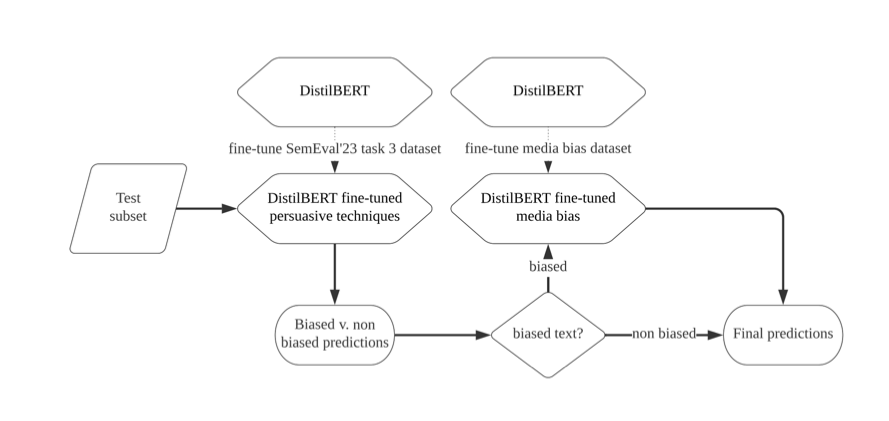 DistilBERT
DistilBERT
fine-tune SemEval'23 task 3 dataset
fine-tune media bias dataset
Test
subset
DistilBERT fine-tuned
persuasive techniques
DistilBERT fine-tuned
media bias
biased
Biased v. non
biased predictions
biased text?
non biased
Final predictions